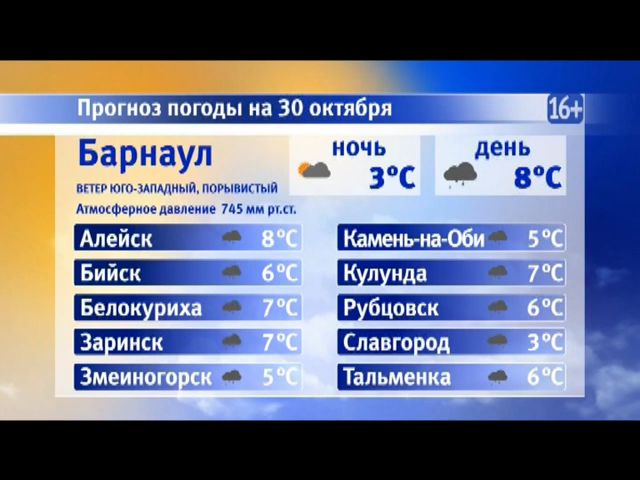 Прогноз погоды на 30 октября 16+
Барнаул
ночь
3°C
день
8°C
ВЕТЕР ЮГО-ЗАПАДНЫЙ, ПОРЫВИСТЫЙ
Атмосферное давление 745 мм рт.ст.
Алейск 8°C
Бийск 6°C
Белокуриха 7°C
Заринск 7°C
Змеиногорск 5°C
Камень-на-Оби 5°C
Кулунда 7°C
Рубцовск 6°C
Славгород 3°C
Тальменка 6°C